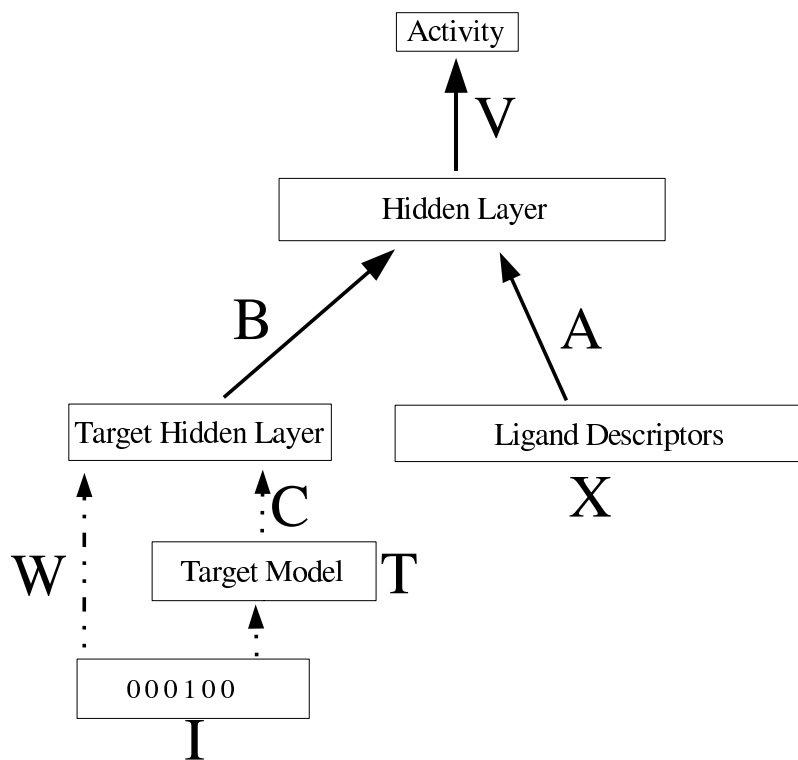 Activity
V
Hidden Layer
B
A
Target Hidden Layer
Ligand Descriptors
X
C
W
Target Model
T
000100
I